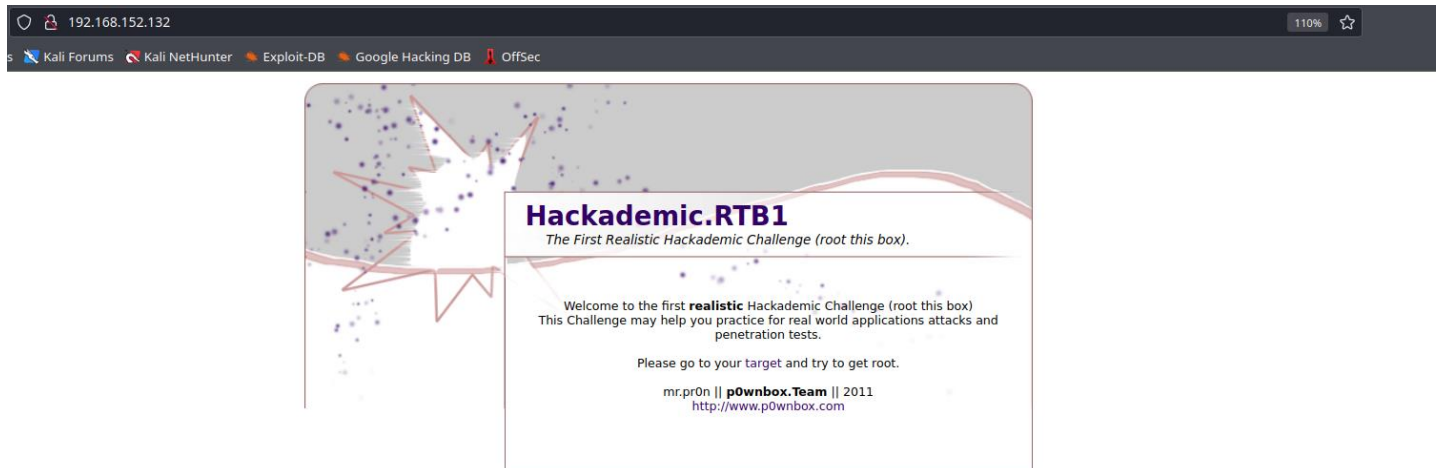 192.168.152.132
110%
s Kali Forums Kali NetHunter Exploit-DB Google Hacking DB OffSec
Hackademic.RTB1
The First Realistic Hackademic Challenge (root this box).
Welcome to the first realistic Hackademic Challenge (root this box)
This Challenge may help you practice for real world applications attacks and
penetration tests.
Please go to your target and try to get root.
mr.pr0n || p0wnbox.Team || 2011
http://www.p0wnbox.com